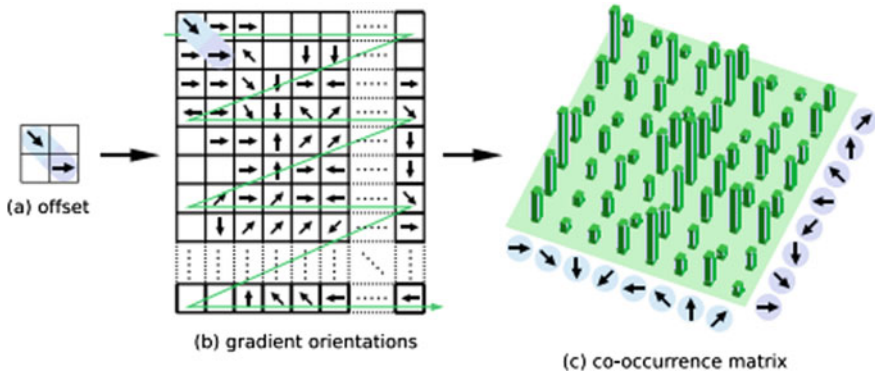 (a) offset
(b) gradient orientations
(c) co-occurrence matrix